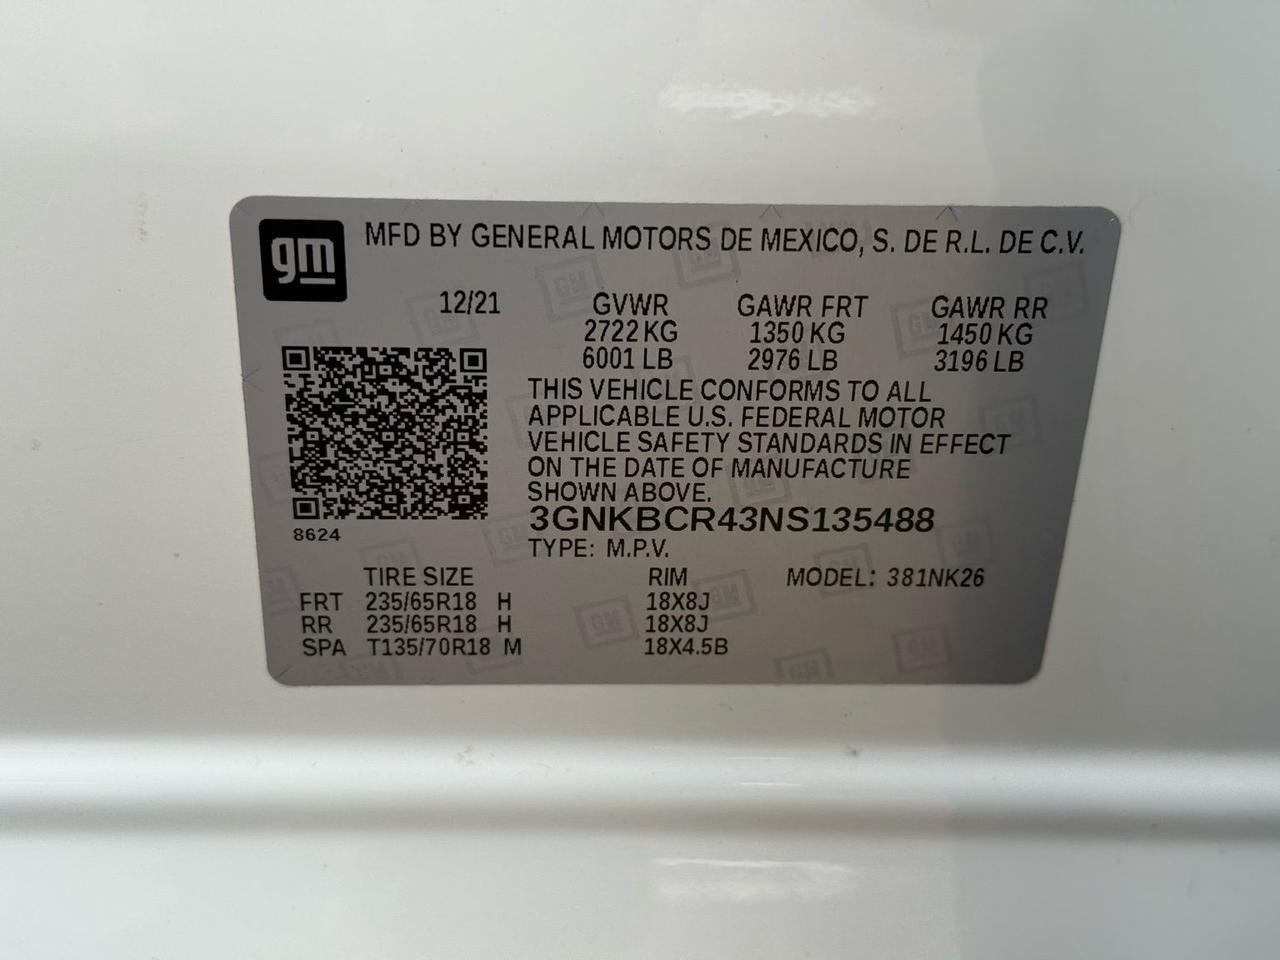 gm MFD BY GENERAL MOTORS DE MEXICO, S. DE R.L. DE C.V.
12/21 GVWR GAWR FRT GAWR RR
2722 KG 1350 KG 1450 KG
6001 LB 2976 LB 3196 LB
THIS VEHICLE CONFORMS TO ALL
APPLICABLE U.S. FEDERAL MOTOR
VEHICLE SAFETY STANDARDS IN EFFECT
ON THE DATE OF MANUFACTURE
SHOWN ABOVE.
3GNKBCR43NS135488
8624
TYPE: M.P.V.
TIRE SIZE RIM MODEL: 381NK26
FRT 235/65R18 H 18X8J
RR 235/65R18 H 18X8J
SPA T135/70R18 M 18X4.5B